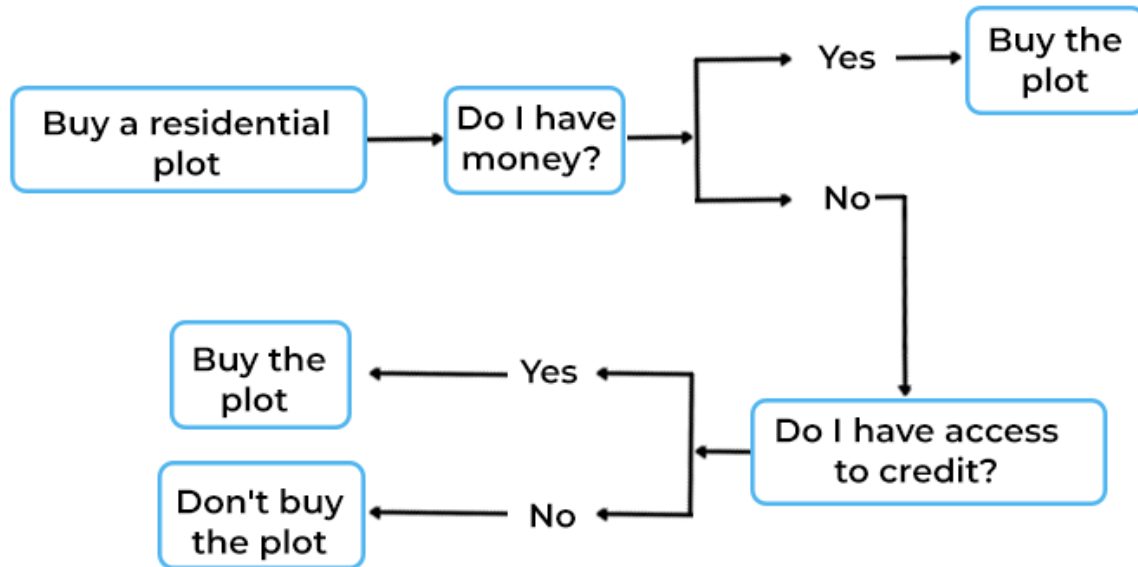 Buy a residential
plot
Do I have
money?
Yes
Buy the
plot
No
Do I have access
to credit?
Yes
Buy the
plot
No
Don't buy
the plot